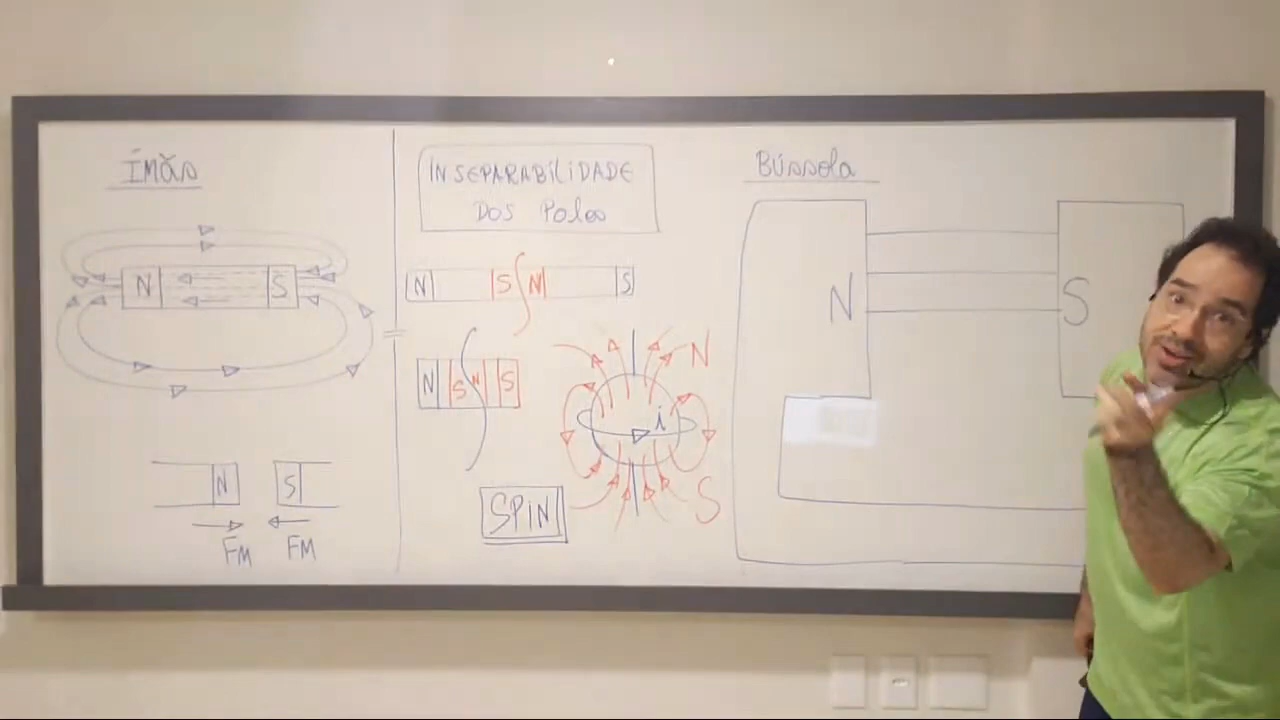 Ímãs
N S
N S
FM FM
INSEPARABILIDADE
DOS Polos
N S N S
N S N S
N
i
S
SPIN
Bússola
N S